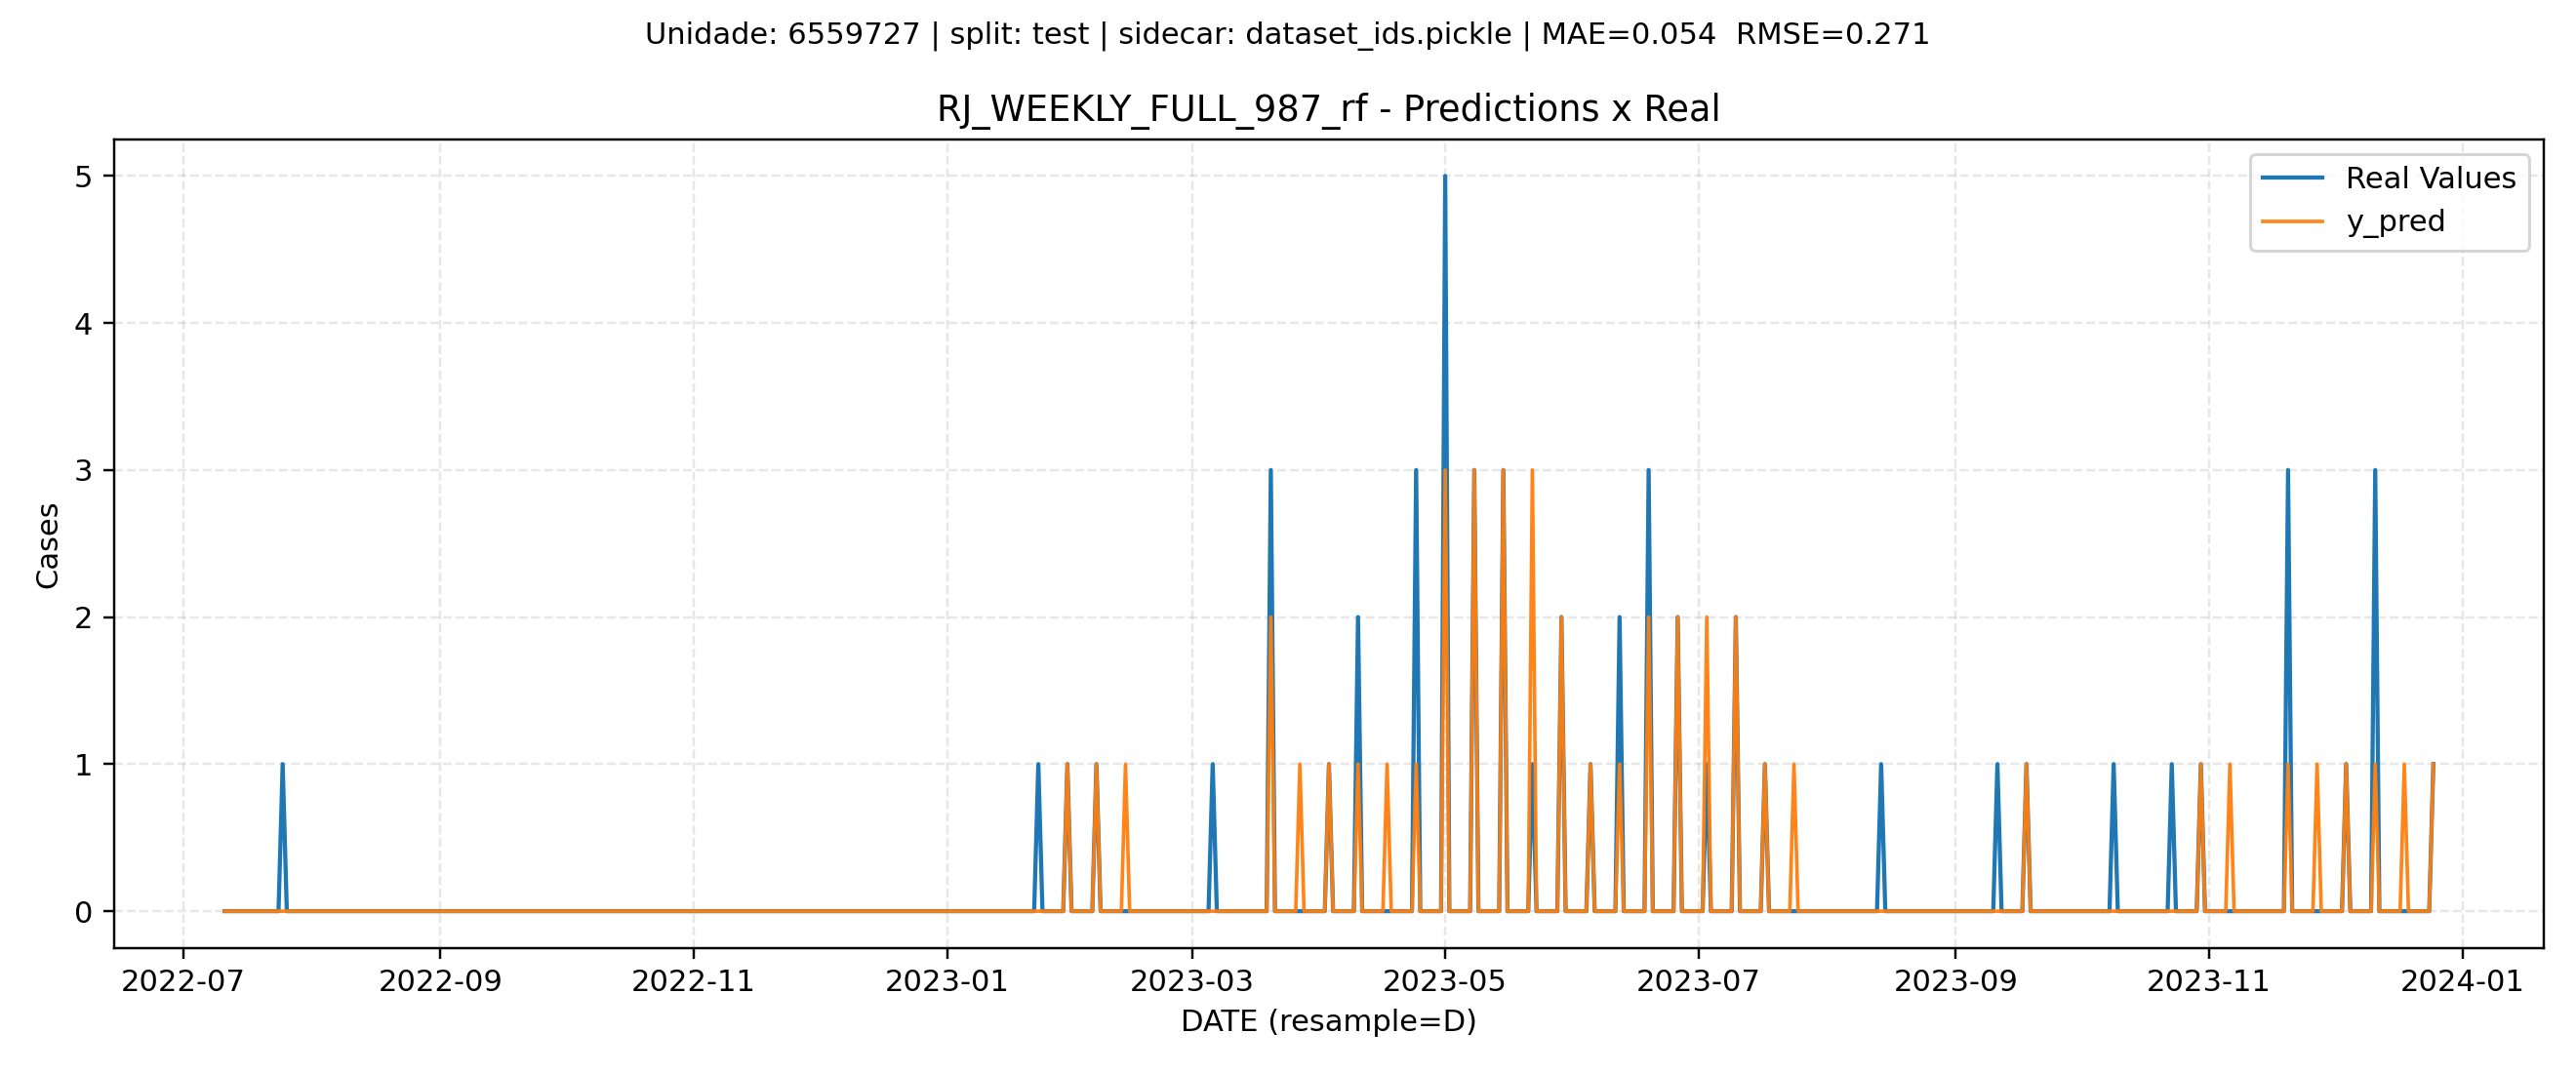 Unidade: 6559727 | split: test | sidecar: dataset_ids.pickle | MAE=0.054  RMSE=0.271
RJ_WEEKLY_FULL_987_rf - Predictions x Real
Real Values
y_pred
5
4
3
2
1
0
Cases
2022-07 2022-09 2022-11 2023-01 2023-03 2023-05 2023-07 2023-09 2023-11 2024-01
DATE (resample=D)